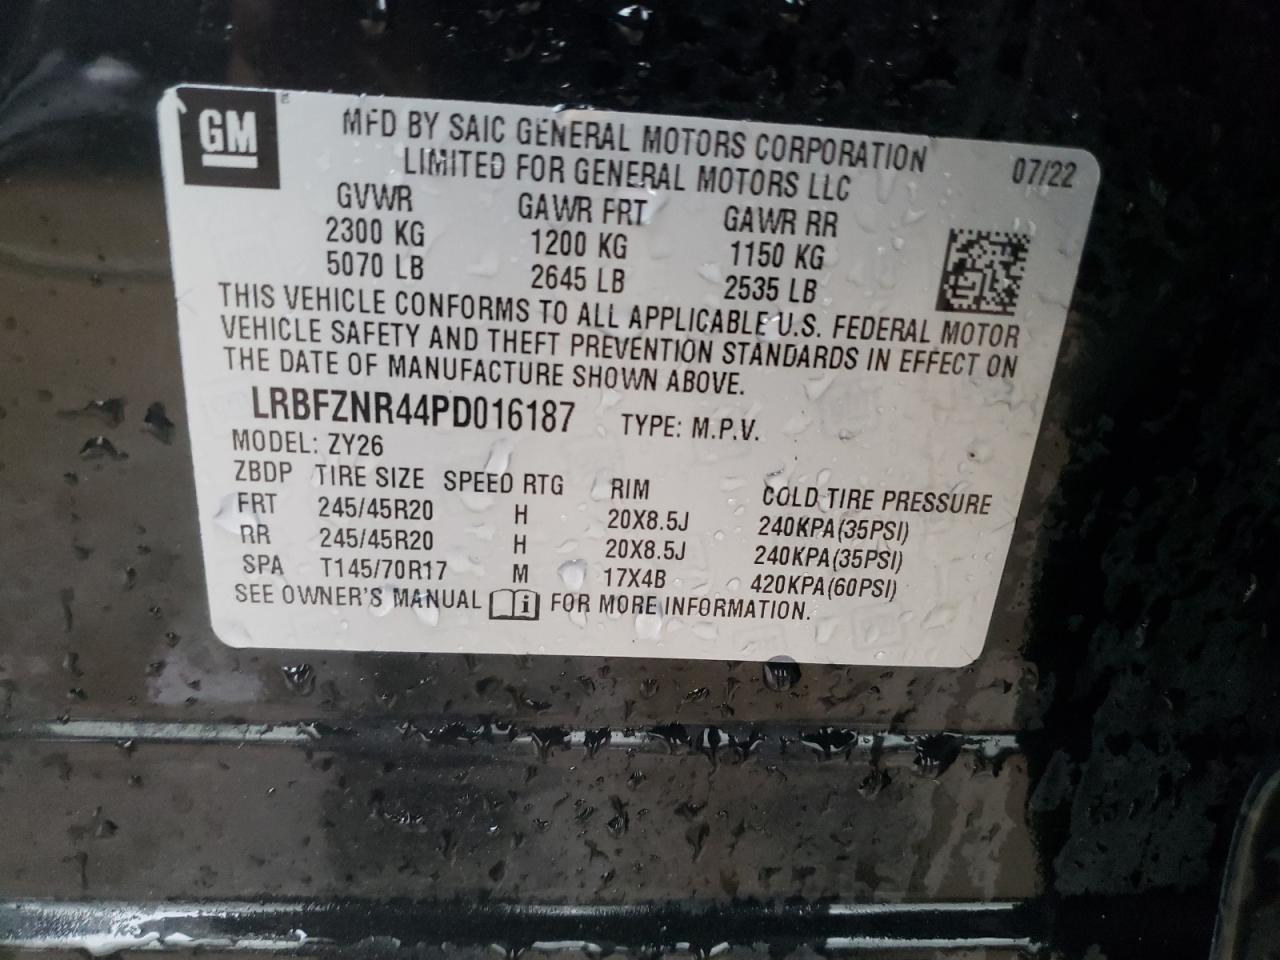 GM
MFD BY SAIC GENERAL MOTORS CORPORATION
LIMITED FOR GENERAL MOTORS LLC
07/22
GVWR GAWR FRT GAWR RR
2300 KG 1200 KG 1150 KG
5070 LB 2645 LB 2535 LB
THIS VEHICLE CONFORMS TO ALL APPLICABLE U.S. FEDERAL MOTOR
VEHICLE SAFETY AND THEFT PREVENTION STANDARDS IN EFFECT ON
THE DATE OF MANUFACTURE SHOWN ABOVE.
LRBFZNR44PD016187 TYPE: M.P.V.
MODEL: ZY26
ZBDP TIRE SIZE SPEED RTG RIM COLD TIRE PRESSURE
FRT 245/45R20 H 20X8.5J 240KPA(35PSI)
RR 245/45R20 H 20X8.5J 240KPA(35PSI)
SPA T145/70R17 M 17X4B 420KPA(60PSI)
SEE OWNER'S MANUAL i FOR MORE INFORMATION.